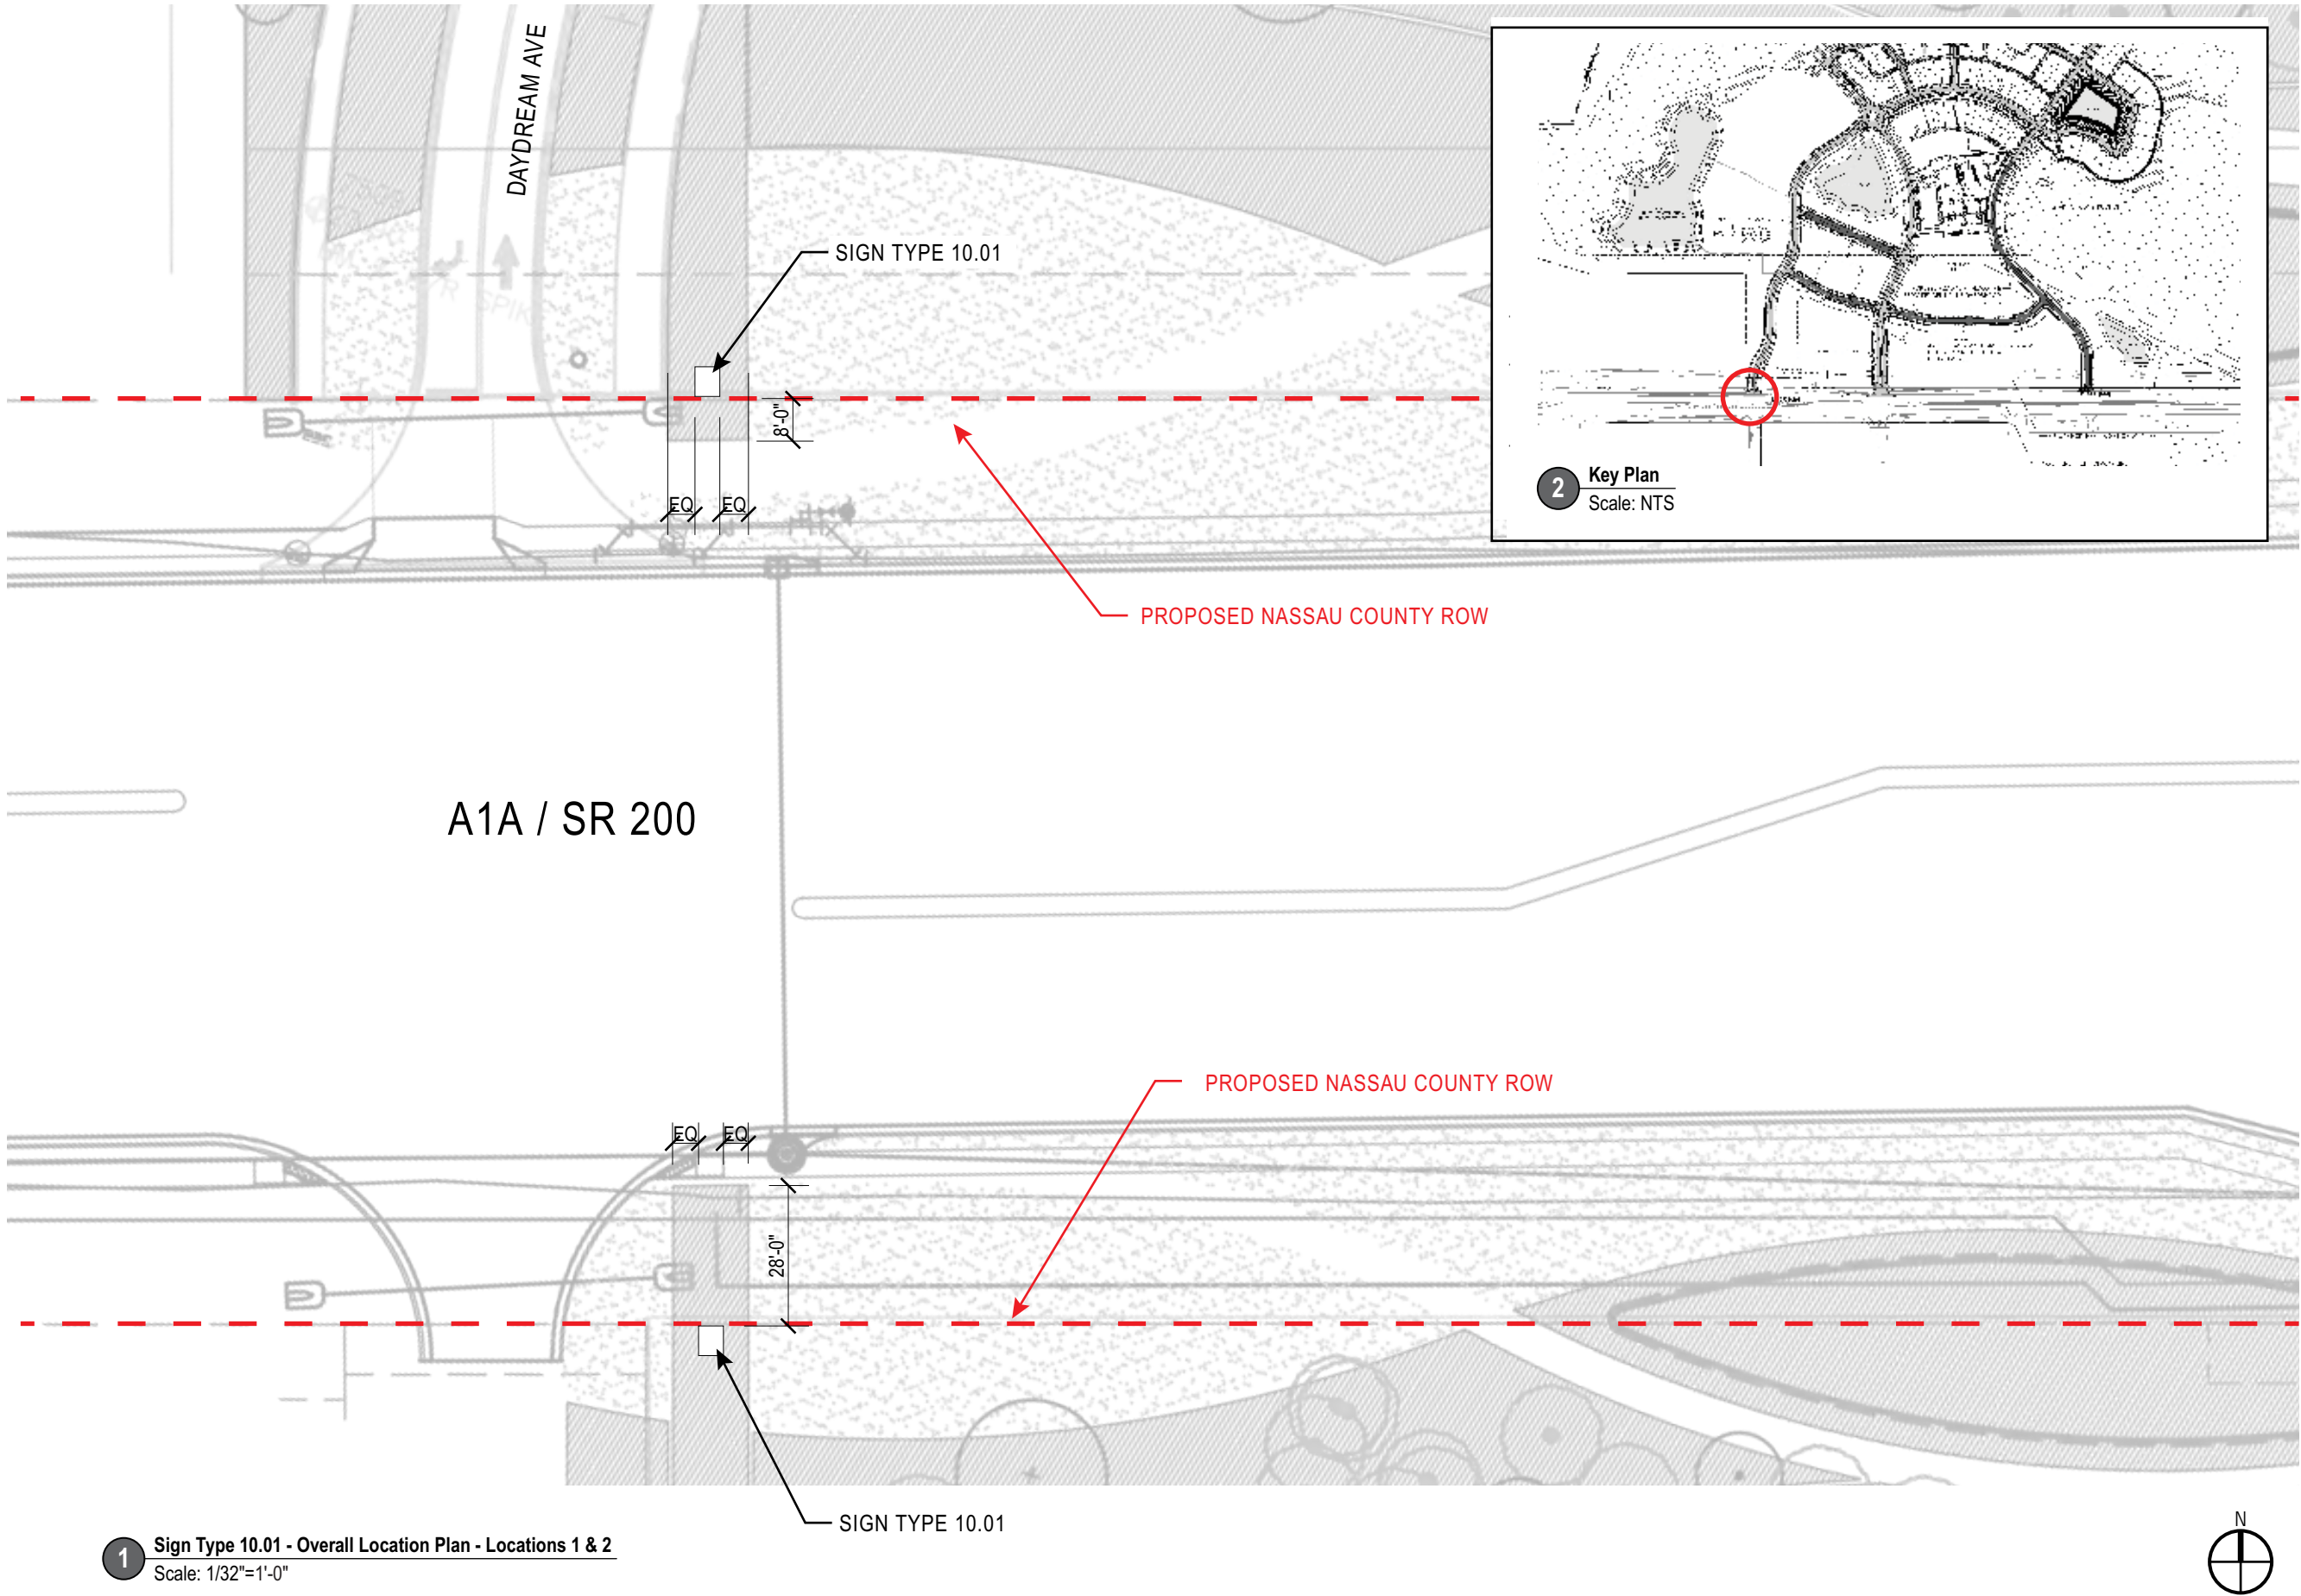 DAYDREAM AVE
SIGN TYPE 10.01
8'-0"
EQ
EQ
2
Key Plan
Scale: NTS
PROPOSED NASSAU COUNTY ROW
A1A / SR 200
PROPOSED NASSAU COUNTY ROW
EQ
EQ
28'-0"
SIGN TYPE 10.01
1
Sign Type 10.01 - Overall Location Plan - Locations 1 & 2
Scale: 1/32"=1'-0"
N